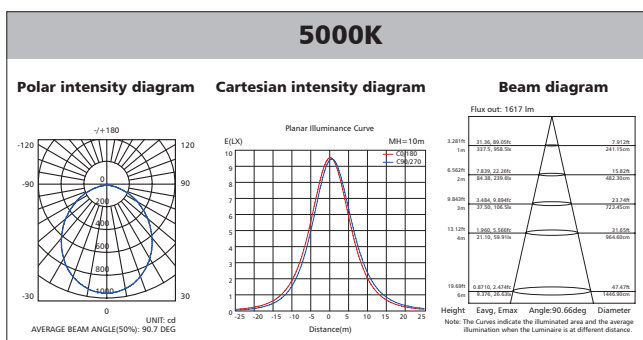 5000K
Polar intensity diagram
Cartesian intensity diagram
Beam diagram
-/+180
-120
120
-90
90
-30
30
0
0
200
400
600
800
1000
UNIT: cd
AVERAGE BEAM ANGLE(50%): 90.7 DEG
Planar Illuminance Curve
E(LX)
MH=10m
C0/180
C90/270
10
9
8
7
6
5
4
3
2
1
0
-25 -20 -15 -10 -5 0 5 10 15 20 25
Distance(m)
Flux out: 1617 lm
3.281ft 31.36, 89.05fc 7.912ft
1m 337.5, 958.5lx 241.15cm
6.562ft 7.839, 22.26fc 15.82ft
2m 84.38, 239.6lx 482.30cm
9.843ft 3.484, 9.894fc 23.74ft
3m 37.50, 106.5lx 723.45cm
13.12ft 1.960, 5.566fc 31.65ft
4m 21.10, 59.91lx 964.60cm
19.69ft 0.8710, 2.474fc 47.47ft
6m 9.376, 26.63lx 1446.90cm
Height Eavg, Emax Angle:90.66deg Diameter
Note: The Curves indicate the illuminated area and the average
illumination when the Luminaire is at different distance.